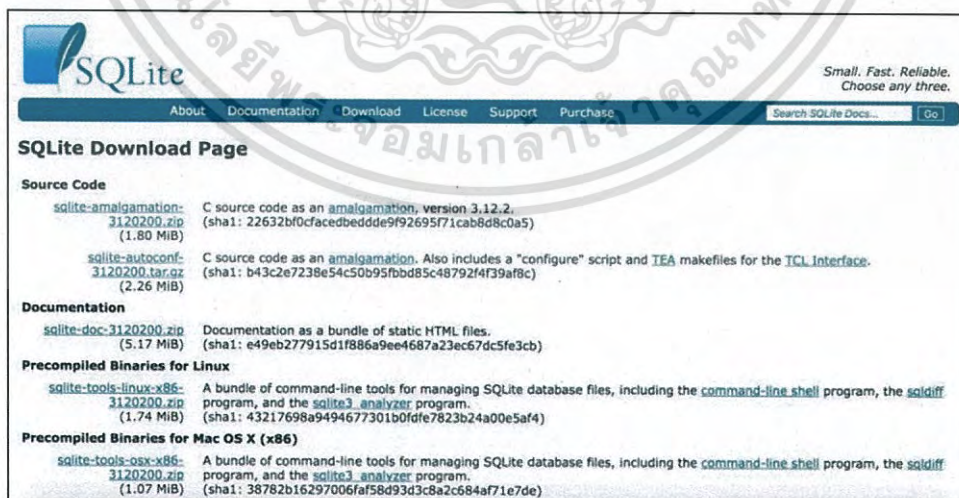 SQLite
Small. Fast. Reliable.
Choose any three.
About Documentation Download License Support Purchase
Search SQLite Docs... Go
SQLite Download Page
Source Code
sqlite-amalgamation-3120200.zip
(1.80 MiB)
C source code as an amalgamation, version 3.12.2.
(sha1: 22632bf0cfacedbeddde9f92695f71cab8d8c0a5)
sqlite-autoconf-3120200.tar.gz
(2.26 MiB)
C source code as an amalgamation. Also includes a "configure" script and TEA makefiles for the TCL Interface.
(sha1: b43c2e7238e54c50b95fbbd85c48792f4f39af8c)
Documentation
sqlite-doc-3120200.zip
(5.17 MiB)
Documentation as a bundle of static HTML files.
(sha1: e49eb277915d1f886a9ee4687a23ec67dc5fe3cb)
Precompiled Binaries for Linux
sqlite-tools-linux-x86-3120200.zip
(1.74 MiB)
A bundle of command-line tools for managing SQLite database files, including the command-line shell program, the sqldiff
program, and the sqlite3_analyzer program.
(sha1: 43217698a9494677301b0fdfe7823b24a00e5af4)
Precompiled Binaries for Mac OS X (x86)
sqlite-tools-osx-x86-3120200.zip
(1.07 MiB)
A bundle of command-line tools for managing SQLite database files, including the command-line shell program, the sqldiff
program, and the sqlite3_analyzer program.
(sha1: 38782b16297006faf58d93d3c8a2c684af71e7de)